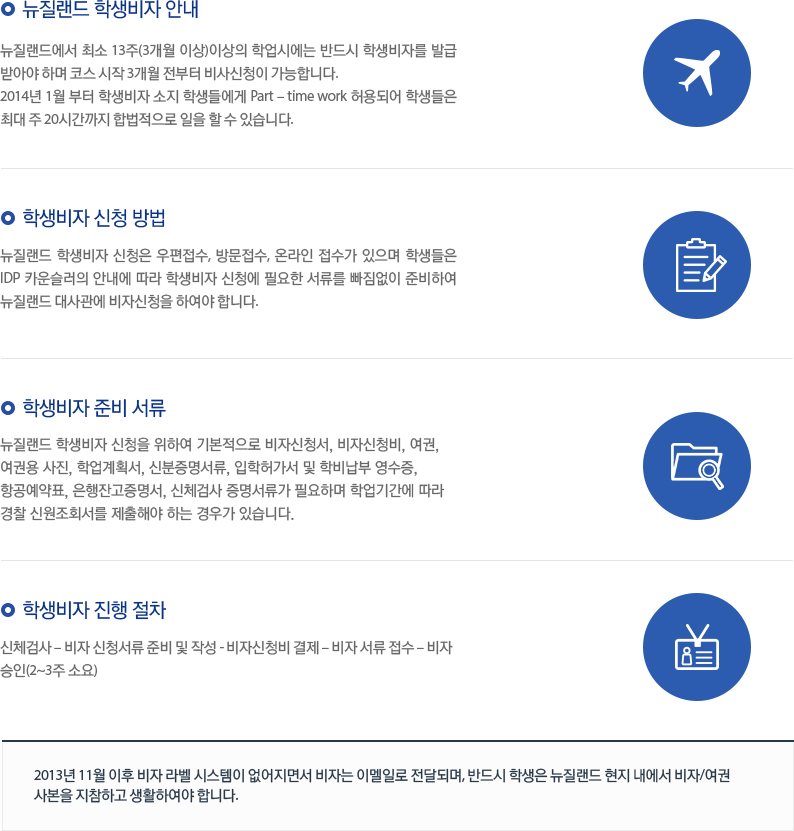 뉴질랜드 학생비자 안내
뉴질랜드에서 최소 13주(3개월 이상)이상의 학업시에는 반드시 학생비자를 발급
받아야 하며 코스 시작 3개월 전부터 비사신청이 가능합니다.
2014년 1월 부터 학생비자 소지 학생들에게 Part – time work 허용되어 학생들은
최대 주 20시간까지 합법적으로 일을 할 수 있습니다.
학생비자 신청 방법
뉴질랜드 학생비자 신청은 우편접수, 방문접수, 온라인 접수가 있으며 학생들은
IDP 카운슬러의 안내에 따라 학생비자 신청에 필요한 서류를 빠짐없이 준비하여
뉴질랜드 대사관에 비자신청을 하여야 합니다.
학생비자 준비 서류
뉴질랜드 학생비자 신청을 위하여 기본적으로 비자신청서, 비자신청비, 여권,
여권용 사진, 학업계획서, 신분증명서류, 입학허가서 및 학비납부 영수증,
항공예약표, 은행잔고증명서, 신체검사 증명서류가 필요하며 학업기간에 따라
경찰 신원조회서를 제출해야 하는 경우가 있습니다.
학생비자 진행 절차
신체검사 – 비자 신청서류 준비 및 작성 - 비자신청비 결제 – 비자 서류 접수 – 비자
승인(2~3주 소요)
2013년 11월 이후 비자 라벨 시스템이 없어지면서 비자는 이멜일로 전달되며, 반드시 학생은 뉴질랜드 현지 내에서 비자/여권
사본을 지참하고 생활하여야 합니다.